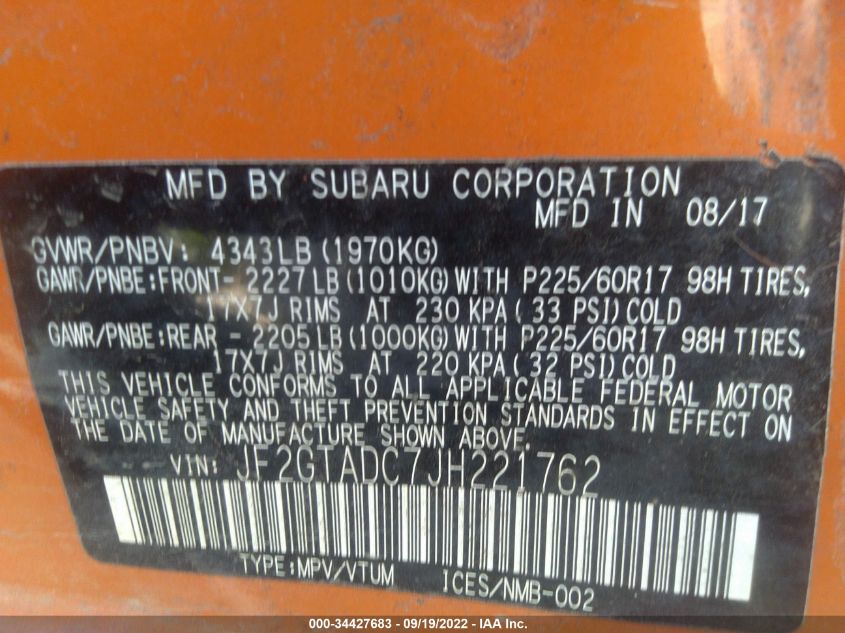 MFD BY SUBARU CORPORATION
MFD IN 08/17
GVWR/PNBV: 4343LB (1970KG)
GAWR/PNBE:FRONT- 2227LB (1010KG) WITH P225/60R17 98H TIRES,
17X7J RIMS AT 230 KPA( 33 PSI) COLD
GAWR/PNBE:REAR - 2205LB (1000KG) WITH P225/60R17 98H TIRES,
17X7J RIMS AT 220 KPA( 32 PSI) COLD
THIS VEHICLE CONFORMS TO ALL APPLICABLE FEDERAL MOTOR
VEHICLE SAFETY AND THEFT PREVENTION STANDARDS IN EFFECT ON
THE DATE OF MANUFACTURE SHOWN ABOVE.
VIN: JF2GTADC7JH221762
TYPE:MPV/VTUM ICES/NMB-002
000-34427683 - 09/19/2022 - IAA Inc.